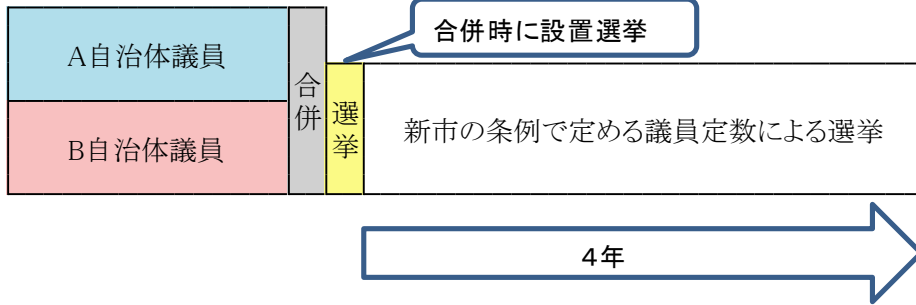 合併時に設置選挙
A自治体議員
B自治体議員
合併
選挙
新市の条例で定める議員定数による選挙
４年